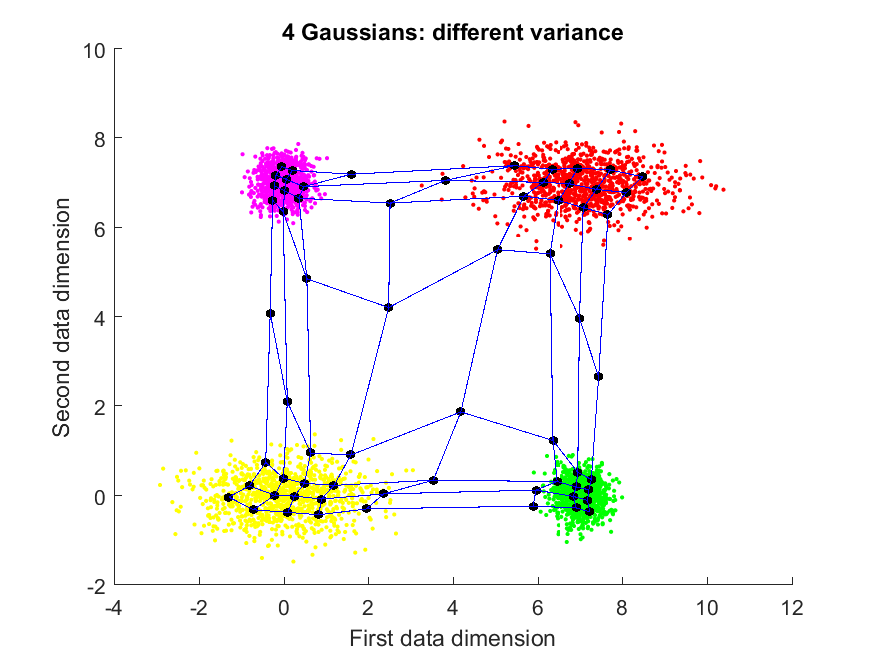 4 Gaussians: different variance
10
8
6
4
2
0
-2
-4 -2 0 2 4 6 8 10 12
First data dimension
Second data dimension